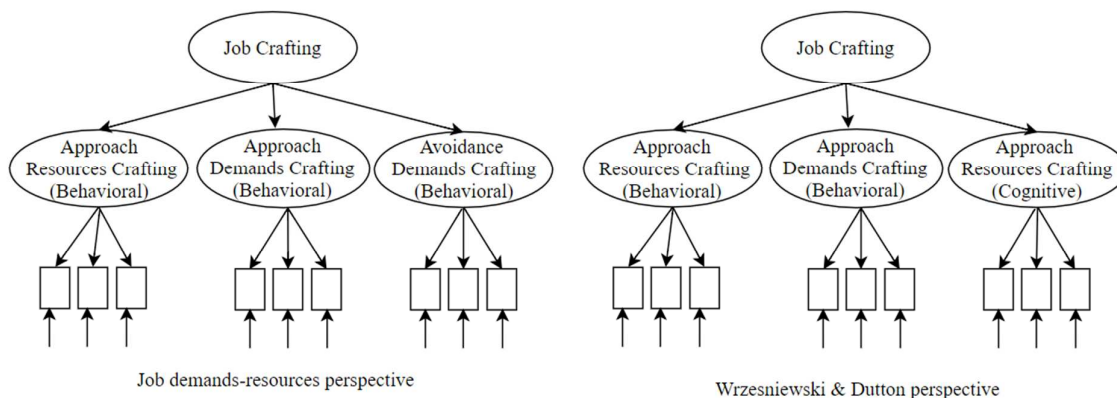 Job Crafting
Approach
Resources Crafting
(Behavioral)
Approach
Demands Crafting
(Behavioral)
Avoidance
Demands Crafting
(Behavioral)
Job demands-resources perspective
Job Crafting
Approach
Resources Crafting
(Behavioral)
Approach
Demands Crafting
(Behavioral)
Approach
Resources Crafting
(Cognitive)
Wrzesniewski & Dutton perspective